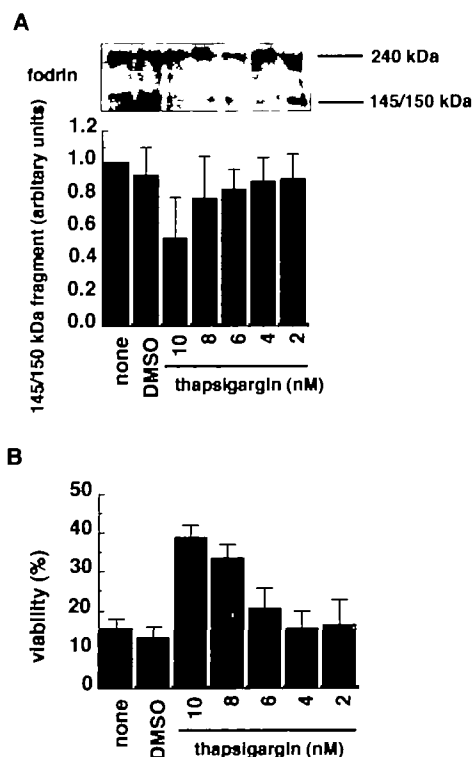 A
fodrin
240 kDa
145/150 kDa
145/150 kDa fragment (arbitary units)
1.2
1.0
0.8
0.6
0.4
0.2
0.0
none
DMSO
10
8
6
4
2
thapsigargin (nM)
B
viability (%)
50
40
30
20
10
0
none
DMSO
10
8
6
4
2
thapsigargin (nM)